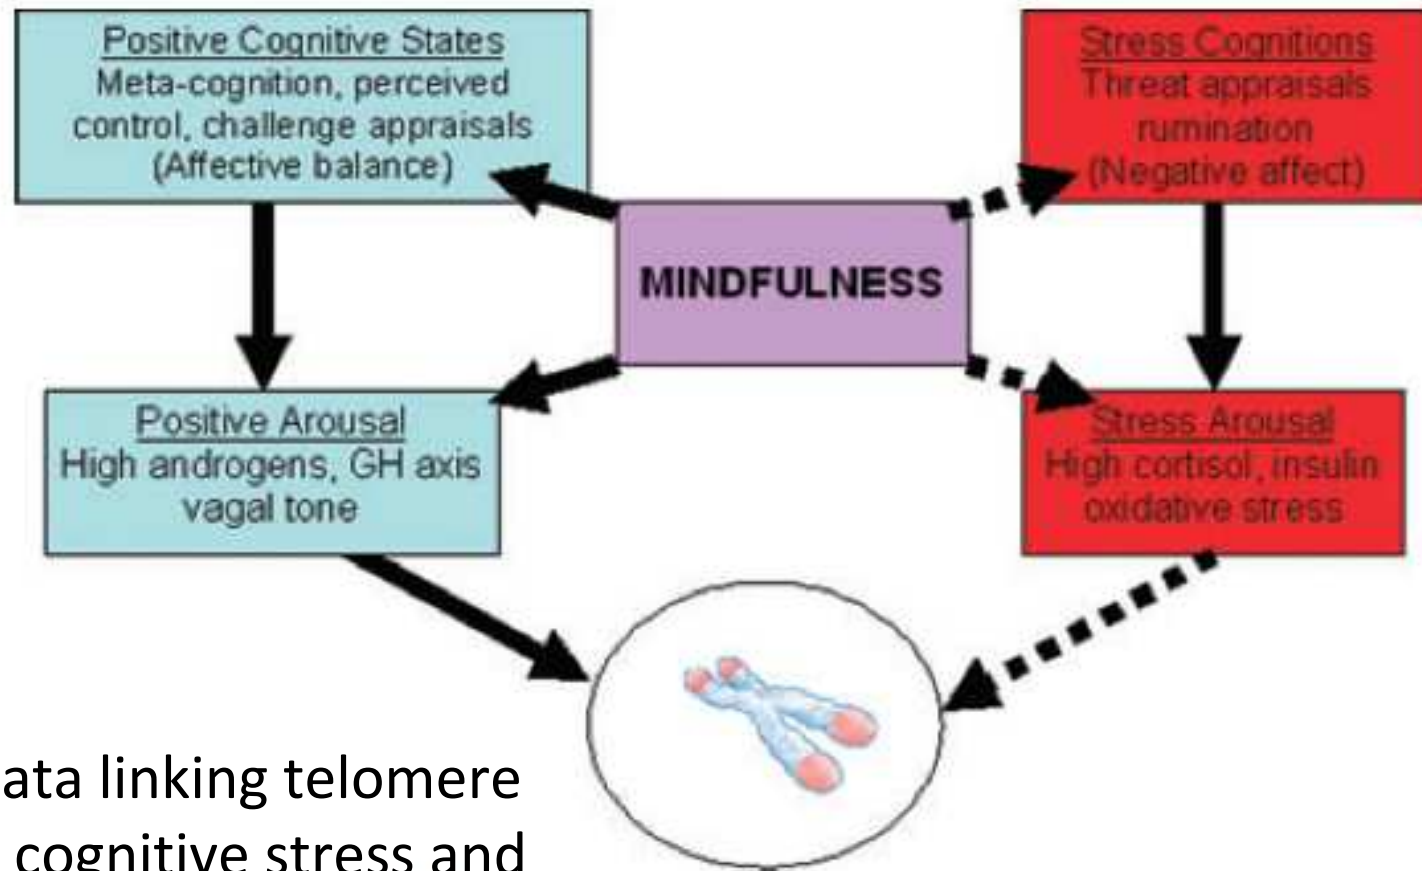 Positive Cognitive States
Meta-cognition, perceived
control, challenge appraisals
(Affective balance)
Stress Cognitions
Threat appraisals
rumination
(Negative affect)
MINDFULNESS
Positive Arousal
High androgens, GH axis
vagal tone
Stress Arousal
High cortisol, insulin
oxidative stress
ata linking telomere
cognitive stress and